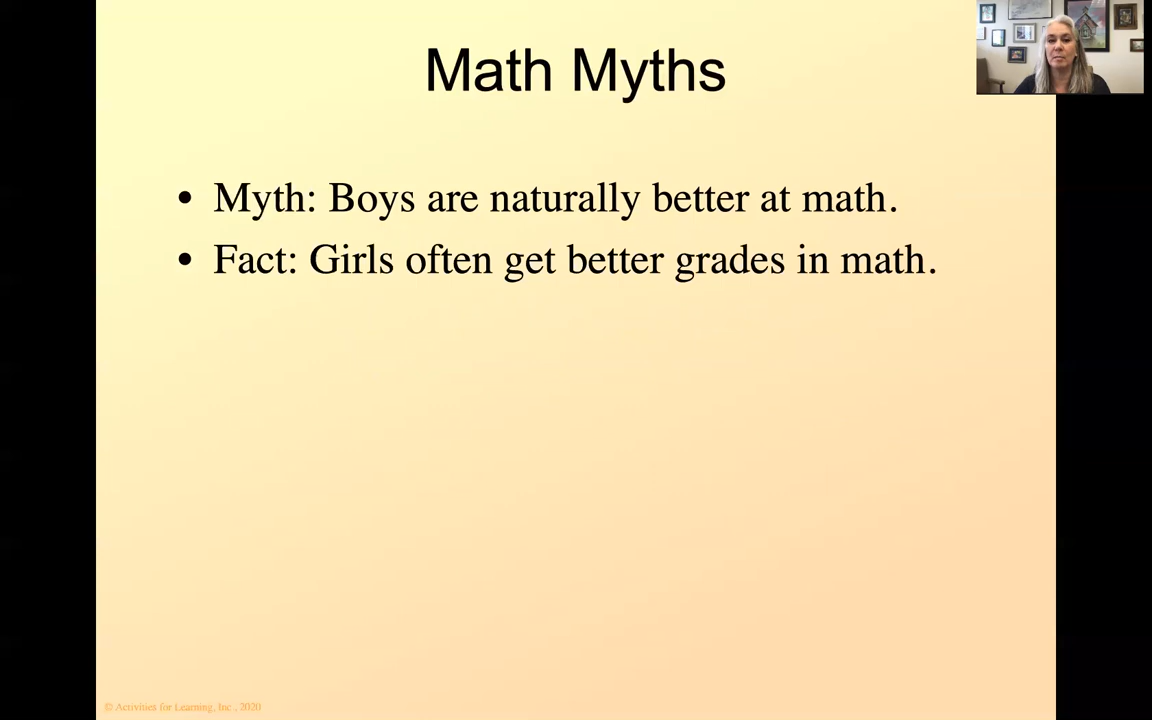 Math Myths
• Myth: Boys are naturally better at math.
• Fact: Girls often get better grades in math.
© Activities for Learning, Inc., 2020